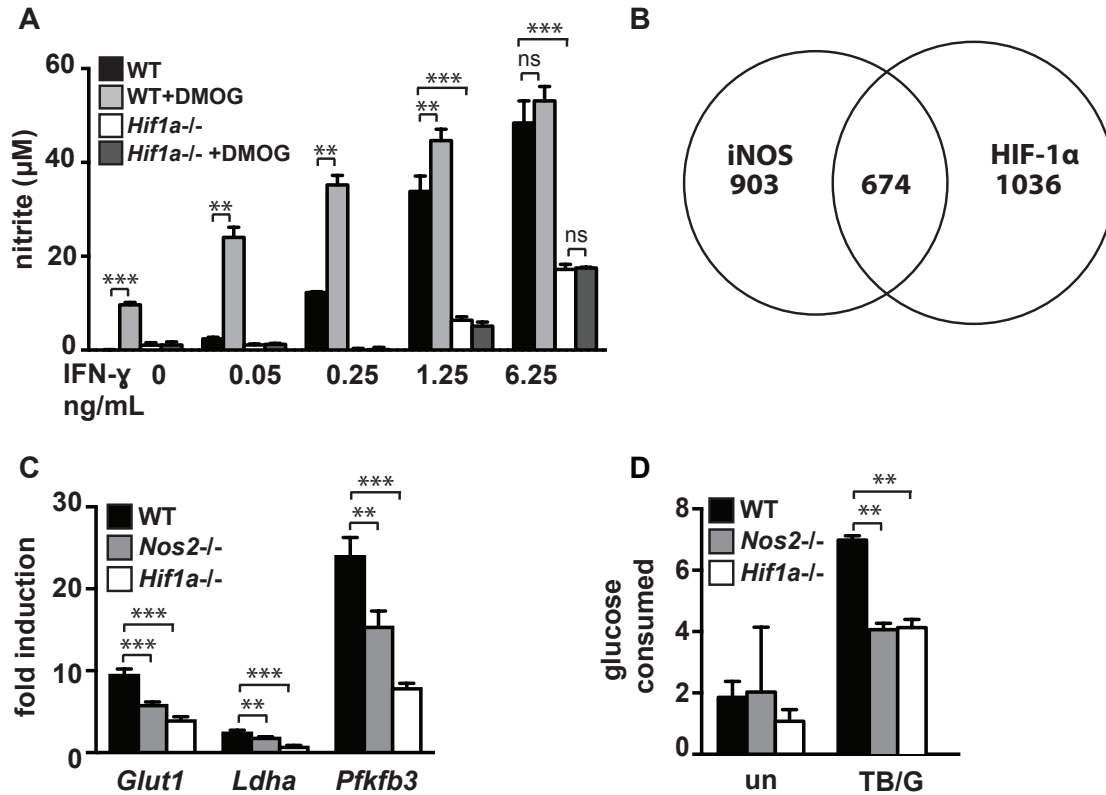 A
60
40
20
0
nitrite (µM)
WT
WT+DMOG
Hif1a-/-
Hif1a-/- +DMOG
***
**
**
**
***
ns
***
ns
IFN-ɣ 0 0.05 0.25 1.25 6.25
ng/mL
B
iNOS
903
674
HIF-1α
1036
C
30
20
10
0
fold induction
WT
Nos2-/-
Hif1a-/-
***
***
***
**
***
**
Glut1 Ldha Pfkfb3
D
8
6
4
2
0
glucose
consumed
WT
Nos2-/-
Hif1a-/-
**
**
un TB/G